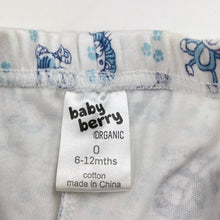 baby
berry
ORGANIC
0
6-12mths
cotton
made in China